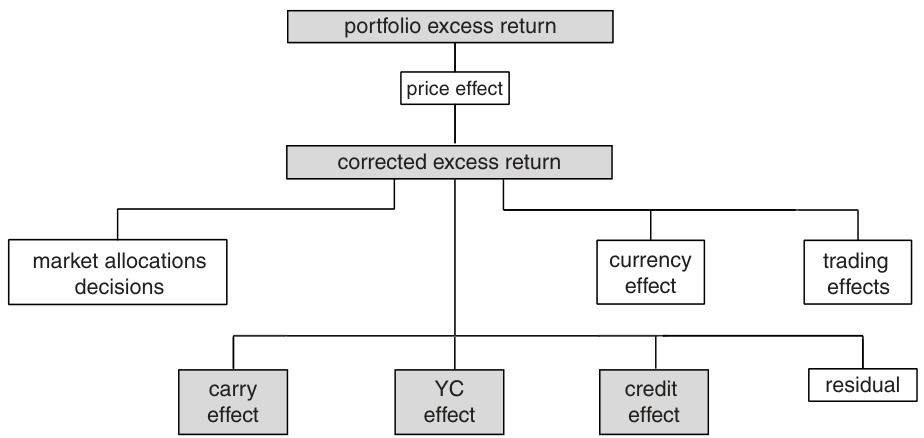 portfolio excess return
price effect
corrected excess return
market allocations
decisions
currency
effect
trading
effects
carry
effect
YC
effect
credit
effect
residual